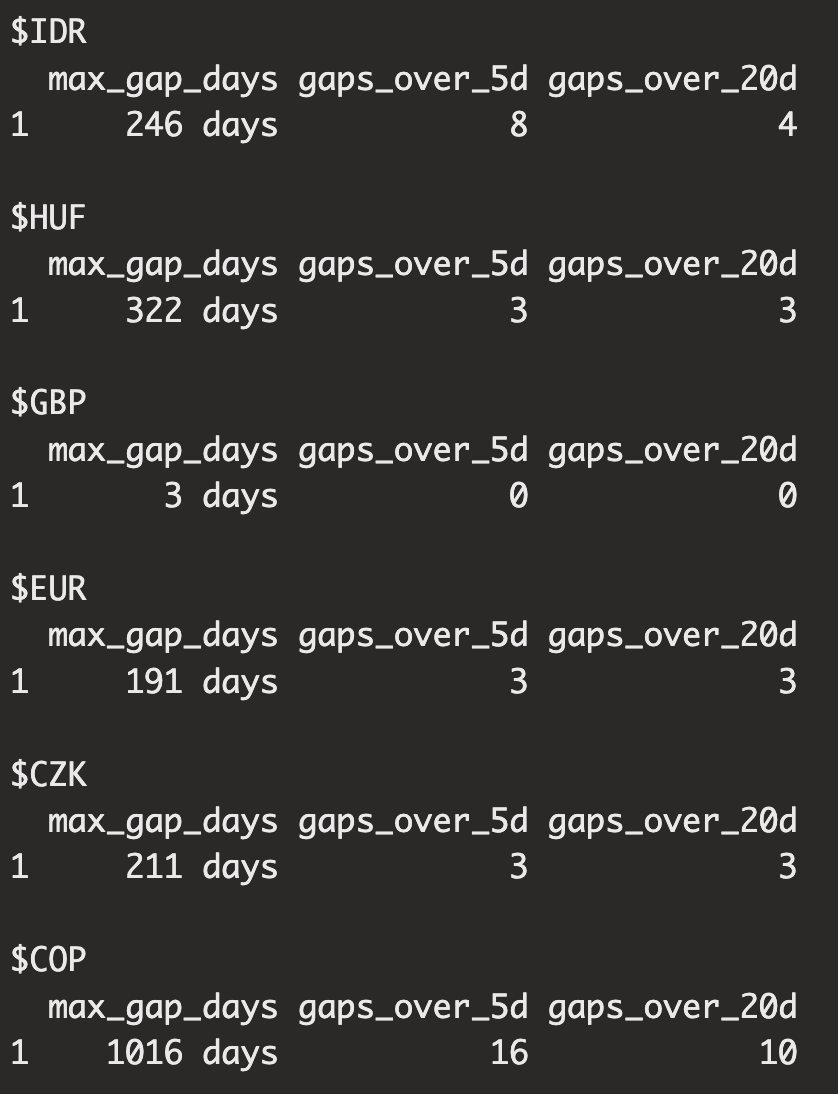 $IDR
  max_gap_days gaps_over_5d gaps_over_20d
1     246 days            8             4
$HUF
  max_gap_days gaps_over_5d gaps_over_20d
1     322 days            3             3
$GBP
  max_gap_days gaps_over_5d gaps_over_20d
1       3 days            0             0
$EUR
  max_gap_days gaps_over_5d gaps_over_20d
1     191 days            3             3
$CZK
  max_gap_days gaps_over_5d gaps_over_20d
1     211 days            3             3
$COP
  max_gap_days gaps_over_5d gaps_over_20d
1    1016 days           16            10